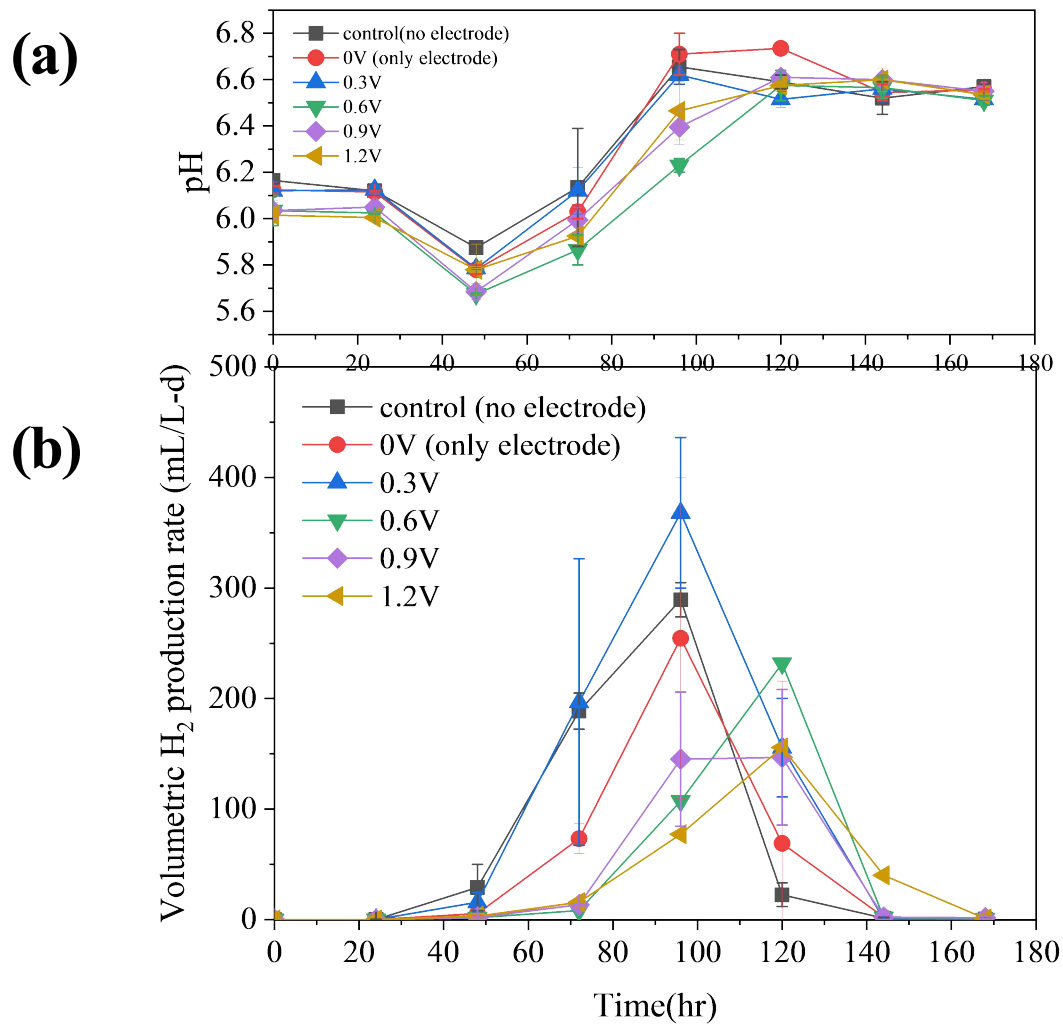 (a)
6.8
6.6
6.4
6.2
6.0
5.8
5.6
pH
control(no electrode)
0V (only electrode)
0.3V
0.6V
0.9V
1.2V
0 20 40 60 80 100 120 140 160 180
(b)
500
400
300
200
100
0
Volumetric H₂ production rate (mL/L-d)
control (no electrode)
0V (only electrode)
0.3V
0.6V
0.9V
1.2V
0 20 40 60 80 100 120 140 160 180
Time(hr)